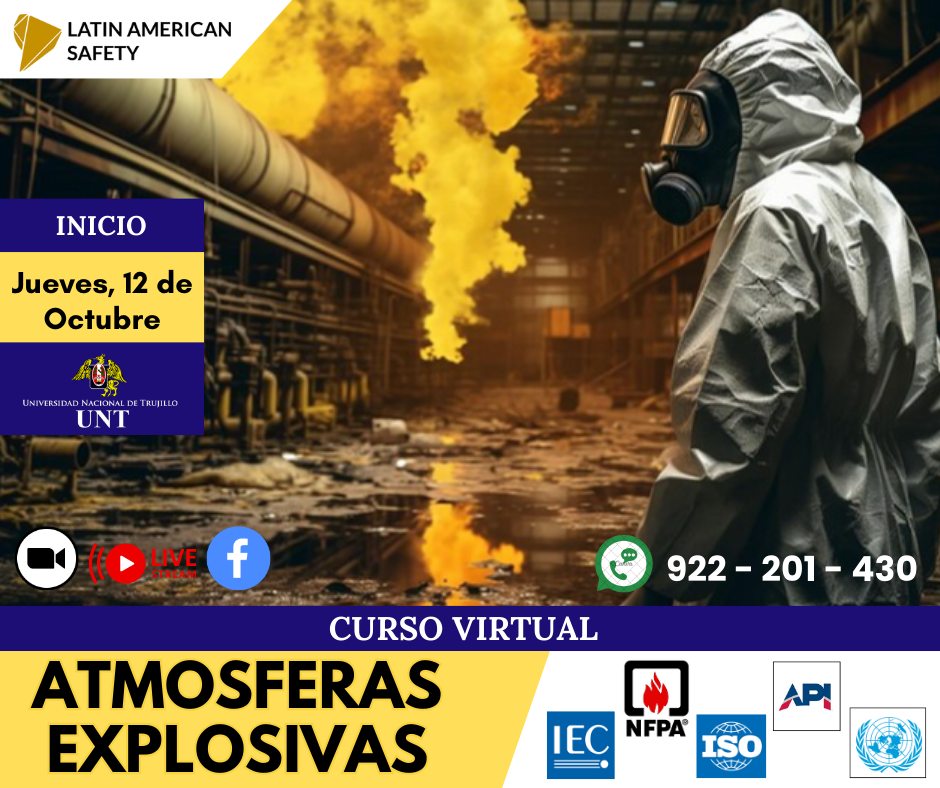 LATIN AMERICAN
SAFETY
INICIO
Jueves, 12 de
Octubre
UNIVERSIDAD NACIONAL DE TRUJILLO
UNT
LIVE
STREAM
922 - 201 - 430
CURSO VIRTUAL
ATMOSFERAS
EXPLOSIVAS
IEC
NFPA®
ISO
API